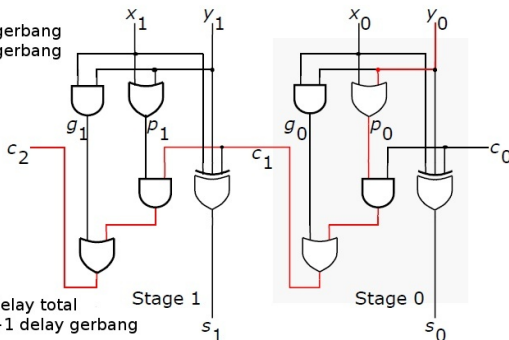 x1 y1 x0 y0
gerbang
gerbang
g1 p1 g0 p0
c2 c1 c0
Stage 1 Stage 0
elay total
-1 delay gerbang
s1 s0